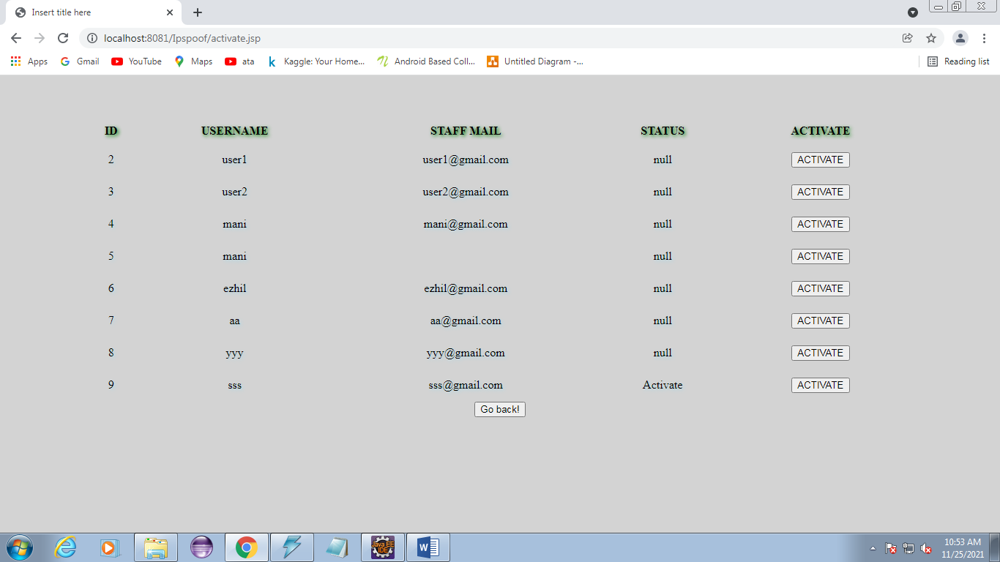 Insert title here
localhost:8081/Ipspoof/activate.jsp
Apps Gmail YouTube Maps ata Kaggle: Your Home... Android Based Coll... Untitled Diagram -... Reading list
ID USERNAME STAFF MAIL STATUS ACTIVATE
2 user1 user1@gmail.com null ACTIVATE
3 user2 user2@gmail.com null ACTIVATE
4 mani mani@gmail.com null ACTIVATE
5 mani null ACTIVATE
6 ezhil ezhil@gmail.com null ACTIVATE
7 aa aa@gmail.com null ACTIVATE
8 yyy yyy@gmail.com null ACTIVATE
9 sss sss@gmail.com Activate ACTIVATE
Go back!
Java EE
IDE
10:53 AM
11/25/2021